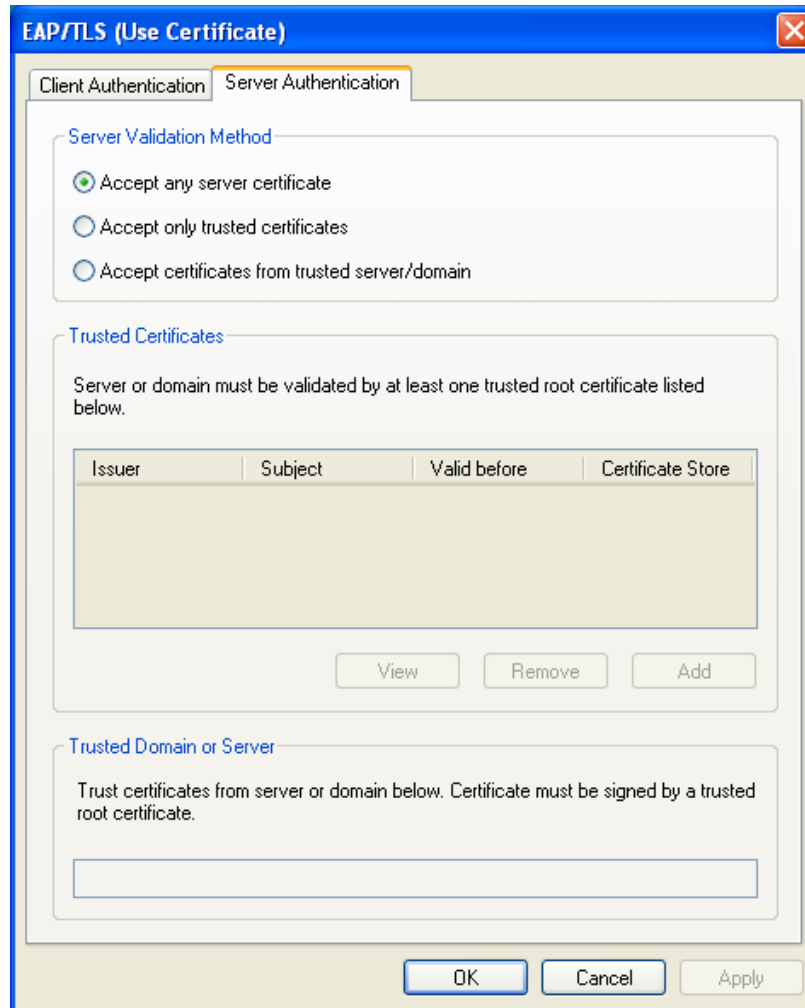 EAP/TLS (Use Certificate)
Client Authentication
Server Authentication
Server Validation Method
Accept any server certificate
Accept only trusted certificates
Accept certificates from trusted server/domain
Trusted Certificates
Server or domain must be validated by at least one trusted root certificate listed
below.
Issuer Subject Valid before Certificate Store
View Remove Add
Trusted Domain or Server
Trust certificates from server or domain below. Certificate must be signed by a trusted
root certificate.
OK Cancel Apply